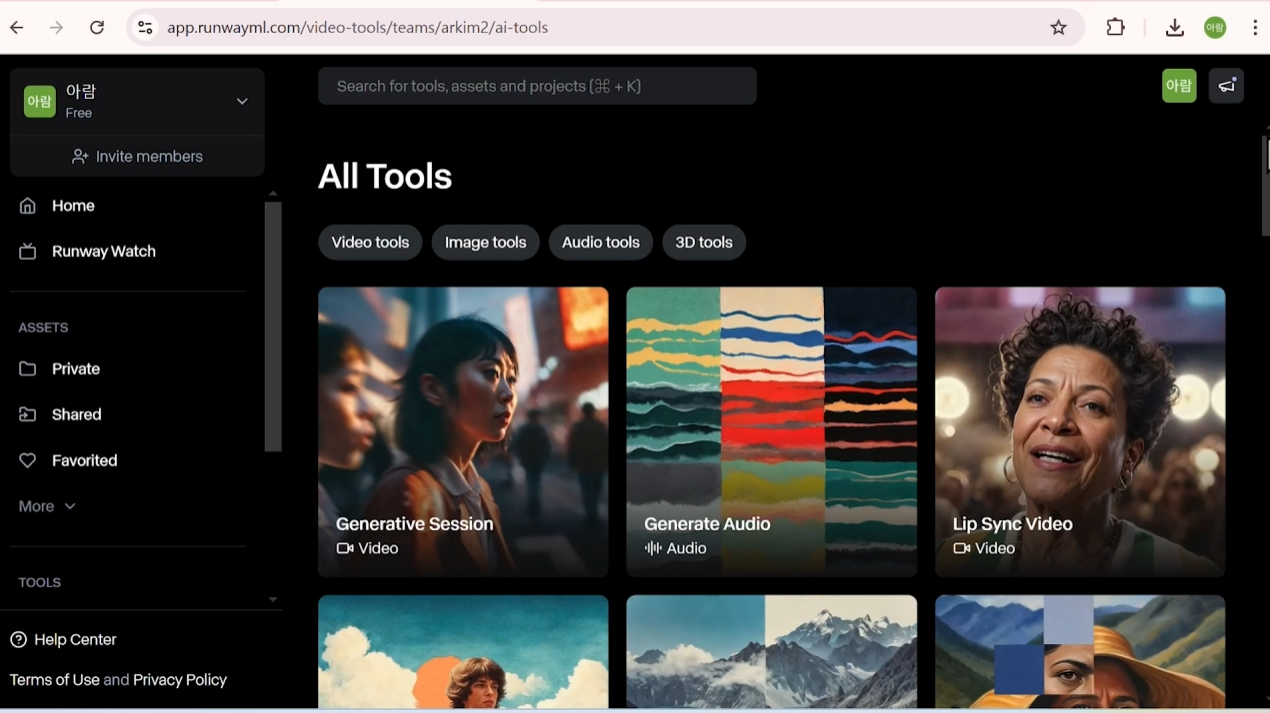 app.runwayml.com/video-tools/teams/arkim2/ai-tools
아람
아람
아람
Free
Invite members
Search for tools, assets and projects (⌘ + K)
아람
Home
Runway Watch
ASSETS
Private
Shared
Favorited
More
TOOLS
Help Center
Terms of Use and Privacy Policy
All Tools
Video tools
Image tools
Audio tools
3D tools
Generative Session
Video
Generate Audio
Audio
Lip Sync Video
Video